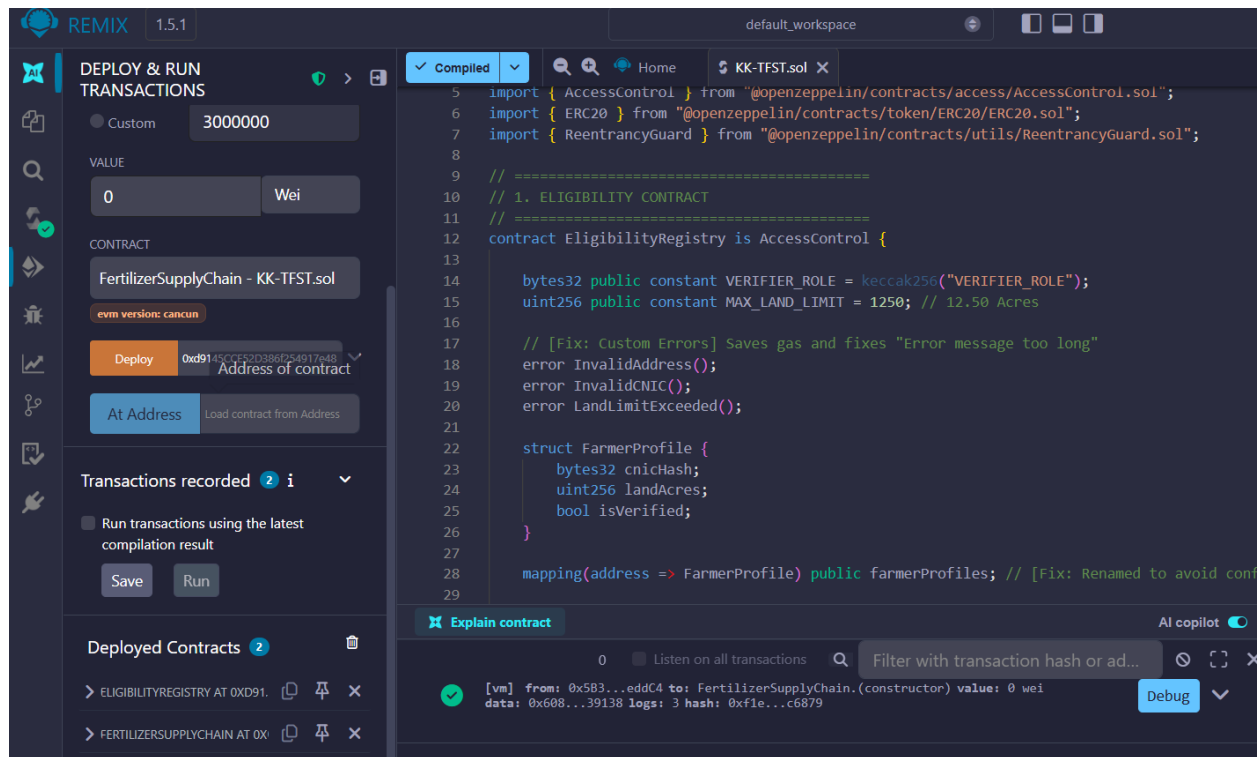 REMIX 1.5.1 default_workspace
DEPLOY & RUN
TRANSACTIONS
Custom 3000000
VALUE
0 Wei
CONTRACT
FertilizerSupplyChain - KK-TFST.sol
evm version: cancun
Deploy 0xd9145CCE52D386f254917e48
Address of contract
At Address Load contract from Address
Transactions recorded 2 i
Run transactions using the latest
compilation result
Save Run
Deployed Contracts 2
ELIGIBILITYREGISTRY AT 0XD91.
FERTILIZERSUPPLYCHAIN AT 0X
AI
Compiled Home KK-TFST.sol
5 import { AccessControl } from "@openzeppelin/contracts/access/AccessControl.sol";
6 import { ERC20 } from "@openzeppelin/contracts/token/ERC20/ERC20.sol";
7 import { ReentrancyGuard } from "@openzeppelin/contracts/utils/ReentrancyGuard.sol";
8
9 // ==========================================
10 // 1. ELIGIBILITY CONTRACT
11 // ==========================================
12 contract EligibilityRegistry is AccessControl {
13
14 bytes32 public constant VERIFIER_ROLE = keccak256("VERIFIER_ROLE");
15 uint256 public constant MAX_LAND_LIMIT = 1250; // 12.50 Acres
16
17 // [Fix: Custom Errors] Saves gas and fixes "Error message too long"
18 error InvalidAddress();
19 error InvalidCNIC();
20 error LandLimitExceeded();
21
22 struct FarmerProfile {
23 bytes32 cnicHash;
24 uint256 landAcres;
25 bool isVerified;
26 }
27
28 mapping(address => FarmerProfile) public farmerProfiles; // [Fix: Renamed to avoid conf
29
Explain contract AI copilot
0 Listen on all transactions Filter with transaction hash or ad...
[vm] from: 0x5B3...eddC4 to: FertilizerSupplyChain.(constructor) value: 0 wei
data: 0x608...39138 logs: 3 hash: 0xf1e...c6879
Debug